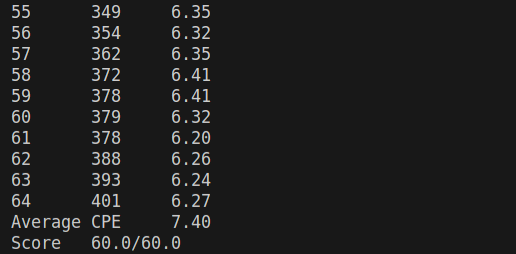 55 349 6.35
56 354 6.32
57 362 6.35
58 372 6.41
59 378 6.41
60 379 6.32
61 378 6.20
62 388 6.26
63 393 6.24
64 401 6.27
Average CPE 7.40
Score 60.0/60.0